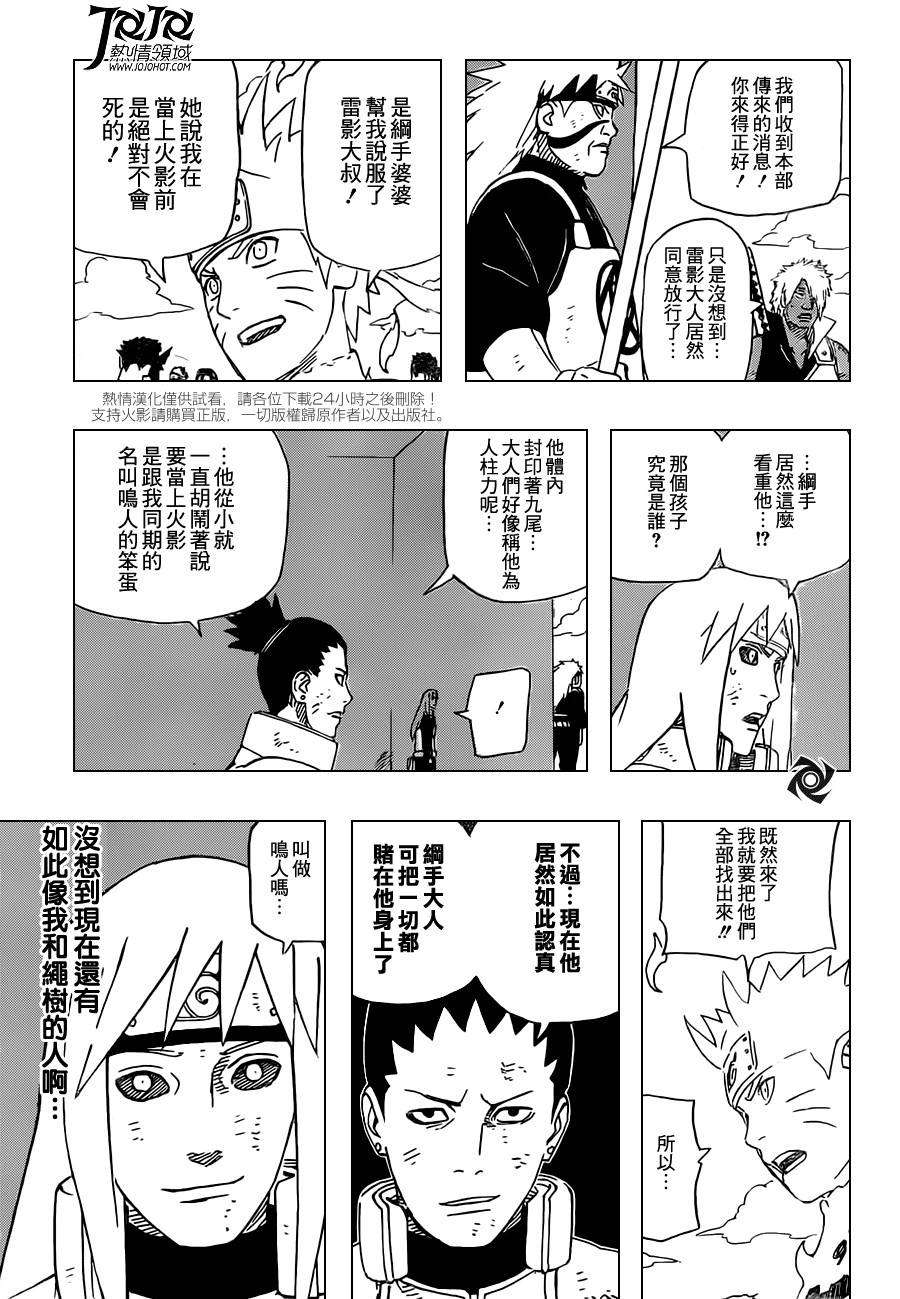 JOJO
熱情領域
WWW.JOJOHOT.COM
我們收到本部
傳來的消息！
你來得正好！
只是沒想到…
雷影大人居然
同意放行了…
是綱手婆婆
幫我說服了
雷影大叔！
她說我在
當上火影前
是絕對不會
死的！
熱情漢化僅供試看，請各位下載24小時之後刪除！
支持火影請購買正版，一切版權歸原作者以及出版社。
…綱手
居然這麼
看重他…!?
那個孩子
究竟是誰？
他體內
封印著九尾…
大人們好像稱他為
人柱力呢…
！
…他從小就
一直胡鬧著說
要當上火影
是跟我同期的
名叫鳴人的笨蛋
既然來了
我就要把他們
全部找出來!!
所以…
不過…現在他
居然如此認真
綱手大人
可把一切都
賭在他身上了
叫做
鳴人嗎…
沒想到現在還有
如此像我和繩樹的人啊…